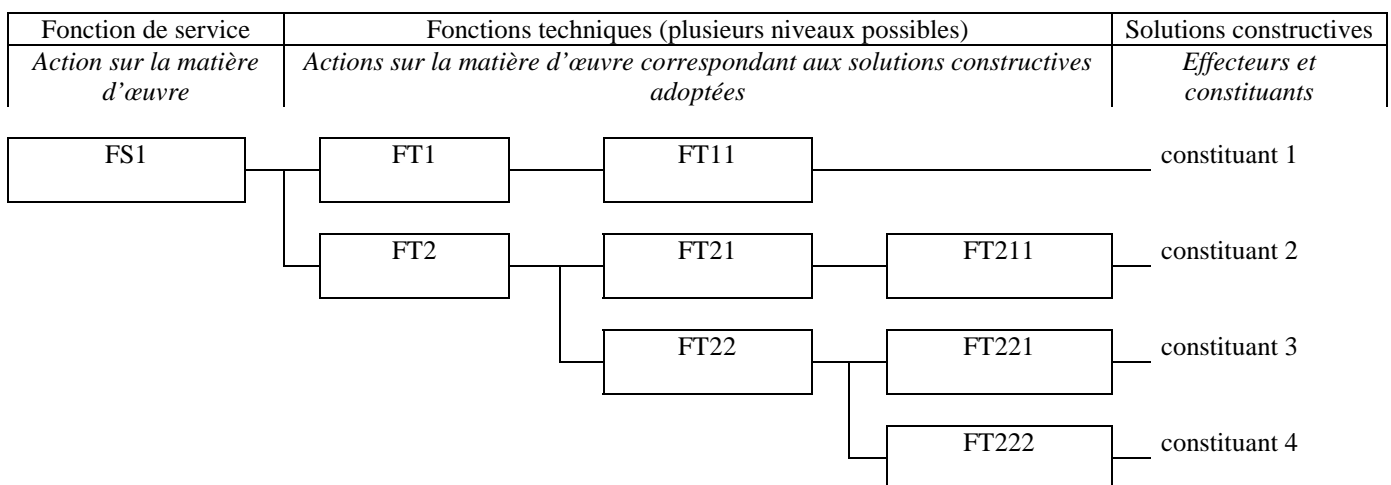 Fonction de service Fonctions techniques (plusieurs niveaux possibles) Solutions constructives
Action sur la matière Actions sur la matière d’œuvre correspondant aux solutions constructives Effecteurs et
d’œuvre adoptées constituants
FS1 FT1 FT11 constituant 1
FT2 FT21 FT211 constituant 2
FT22 FT221 constituant 3
FT222 constituant 4